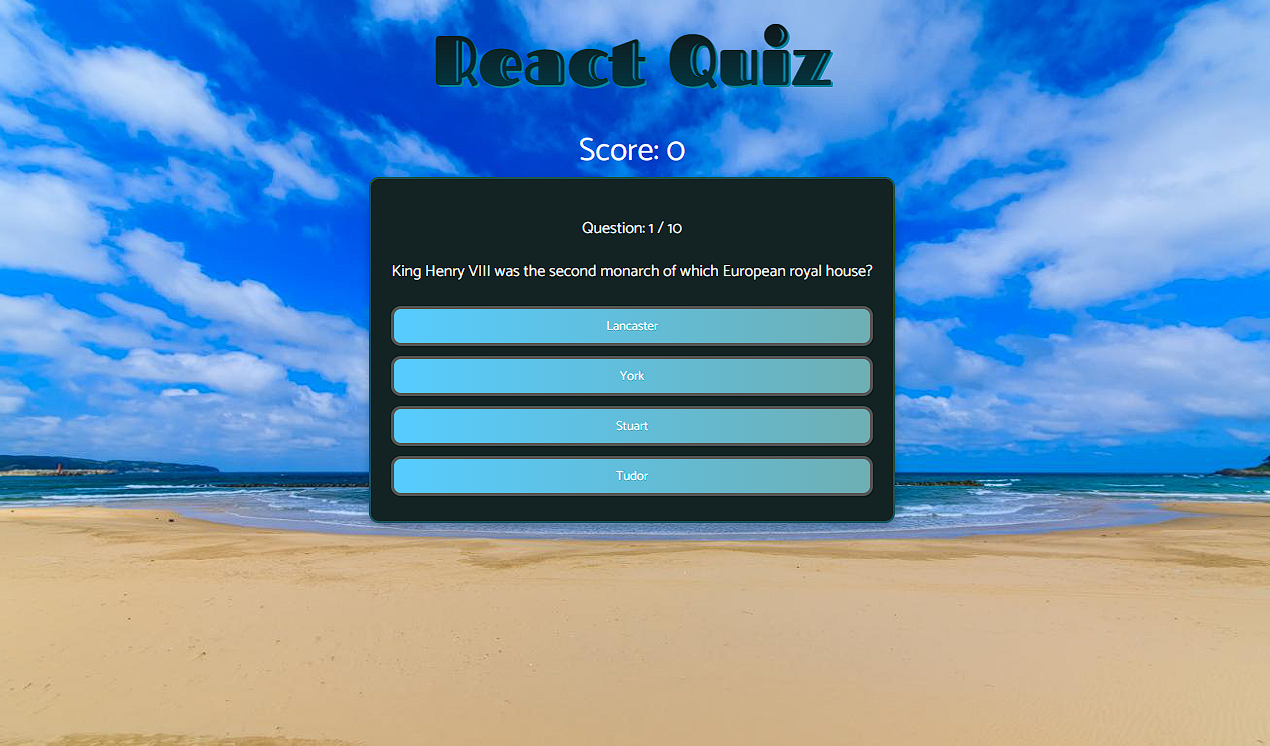 React Quiz
Score: 0
Question: 1 / 10
King Henry VIII was the second monarch of which European royal house?
Lancaster
York
Stuart
Tudor